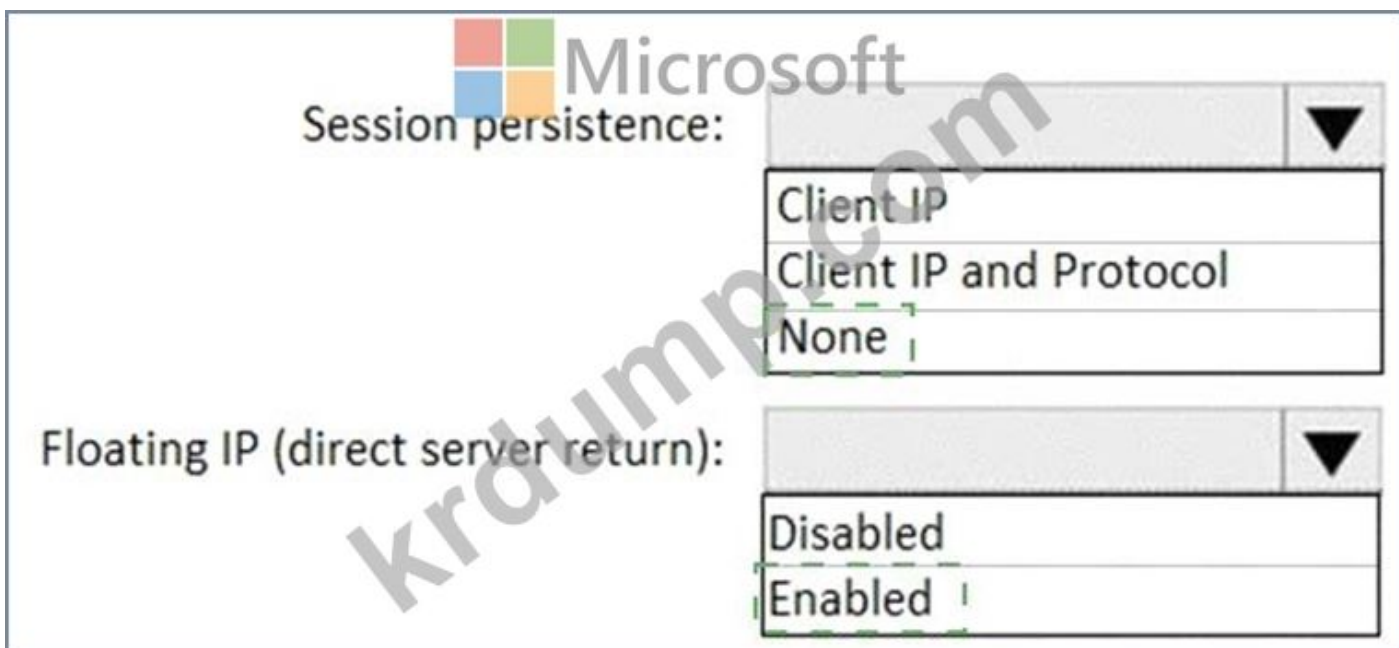 Microsoft
Session persistence:
Client IP
Client IP and Protocol
None
Floating IP (direct server return):
Disabled
Enabled
krdump.com